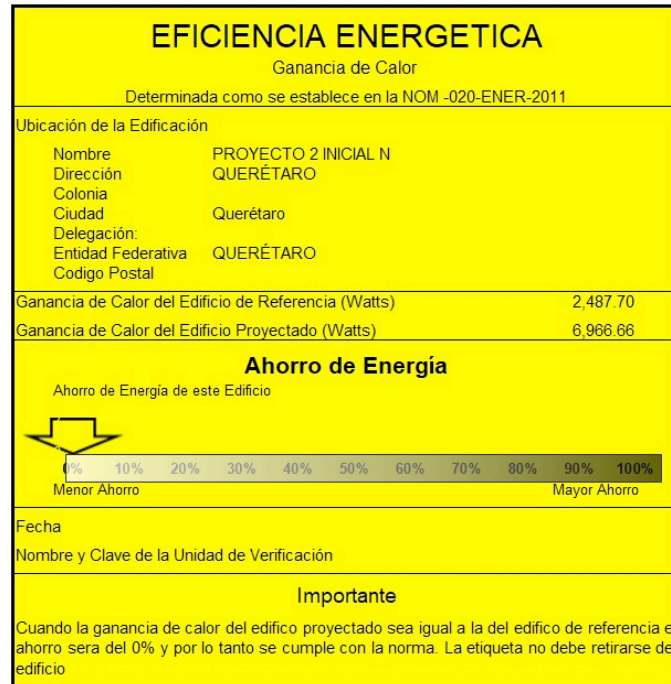 EFICIENCIA ENERGETICA
Ganancia de Calor
Determinada como se establece en la NOM -020-ENER-2011
Ubicación de la Edificación
Nombre PROYECTO 2 INICIAL N
Dirección QUERÉTARO
Colonia
Ciudad Querétaro
Delegación:
Entidad Federativa QUERÉTARO
Codigo Postal
Ganancia de Calor del Edificio de Referencia (Watts) 2,487.70
Ganancia de Calor del Edificio Proyectado (Watts) 6,966.66
Ahorro de Energía
Ahorro de Energía de este Edificio
0% 10% 20% 30% 40% 50% 60% 70% 80% 90% 100%
Menor Ahorro Mayor Ahorro
Fecha
Nombre y Clave de la Unidad de Verificación
Importante
Cuando la ganancia de calor del edifico proyectado sea igual a la del edifico de referencia e
ahorro sera del 0% y por lo tanto se cumple con la norma. La etiqueta no debe retirarse de
edificio